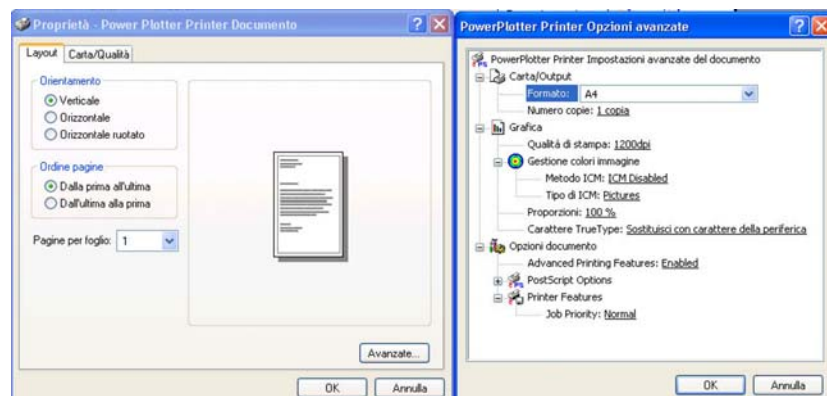 Proprietà - Power Plotter Printer Documento
Layout
Carta/Qualità
Orientamento
Verticale
Orizzontale
Orizzontale ruotato
Ordine pagine
Dalla prima all'ultima
Dall'ultima alla prima
Pagine per foglio: 1
Avanzate...
OK
Annulla
PowerPlotter Printer Opzioni avanzate
PowerPlotter Printer Impostazioni avanzate del documento
Carta/Output
Formato: A4
Numero copie: 1 copia
Grafica
Qualità di stampa: 1200dpi
Gestione colori immagine
Metodo ICM: ICM Disabled
Tipo di ICM: Pictures
Proporzioni: 100 %
Carattere TrueType: Sostituisci con carattere della periferica
Opzioni documento
Advanced Printing Features: Enabled
PostScript Options
Printer Features
Job Priority: Normal
OK
Annulla